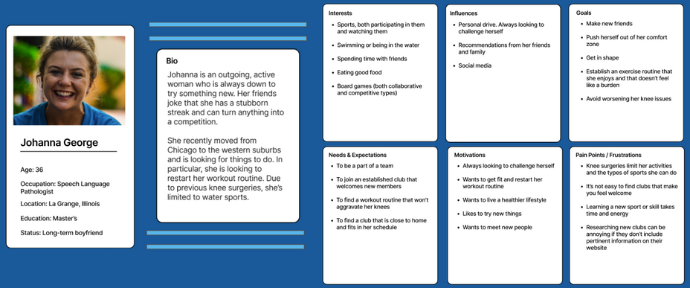 Johanna George
Age: 36
Occupation: Speech Language
Pathologist
Location: La Grange, Illinois
Education: Master's
Status: Long-term boyfriend
Bio
Johanna is an outgoing, active
woman who is always down to
try something new. Her friends
joke that she has a stubborn
streak and can turn anything into
a competition.
She recently moved from
Chicago to the western suburbs
and is looking for things to do. In
particular, she is looking to
restart her workout routine. Due
to previous knee surgeries, she's
limited to water sports.
Interests
• Sports, both participating in them
and watching them
• Swimming or being in the water
• Spending time with friends
• Eating good food
• Board games (both collaborative
and competitive types)
Influences
• Personal drive. Always looking to
challenge herself
• Recommendations from her friends
and family
• Social media
Goals
• Make new friends
• Push herself out of her comfort
zone
• Get in shape
• Establish an exercise routine that
she enjoys and that doesn't feel
like a burden
• Avoid worsening her knee issues
Needs & Expectations
• To be a part of a team
• To join an established club that
welcomes new members
• To find a workout routine that won't
aggravate her knees
• To find a club that is close to home
and fits in her schedule
Motivations
• Always looking to challenge herself
• Wants to get fit and restart her
workout routine
• Wants to live a healthier lifestyle
• Likes to try new things
• Wants to meet new people
Pain Points / Frustrations
• Knee surgeries limit her activities
and the types of sports she can do
• It's not easy to find clubs that make
you feel welcome
• Learning a new sport or skill takes
time and energy
• Researching new clubs can be
annoying if they don't include
pertinent information on their
website